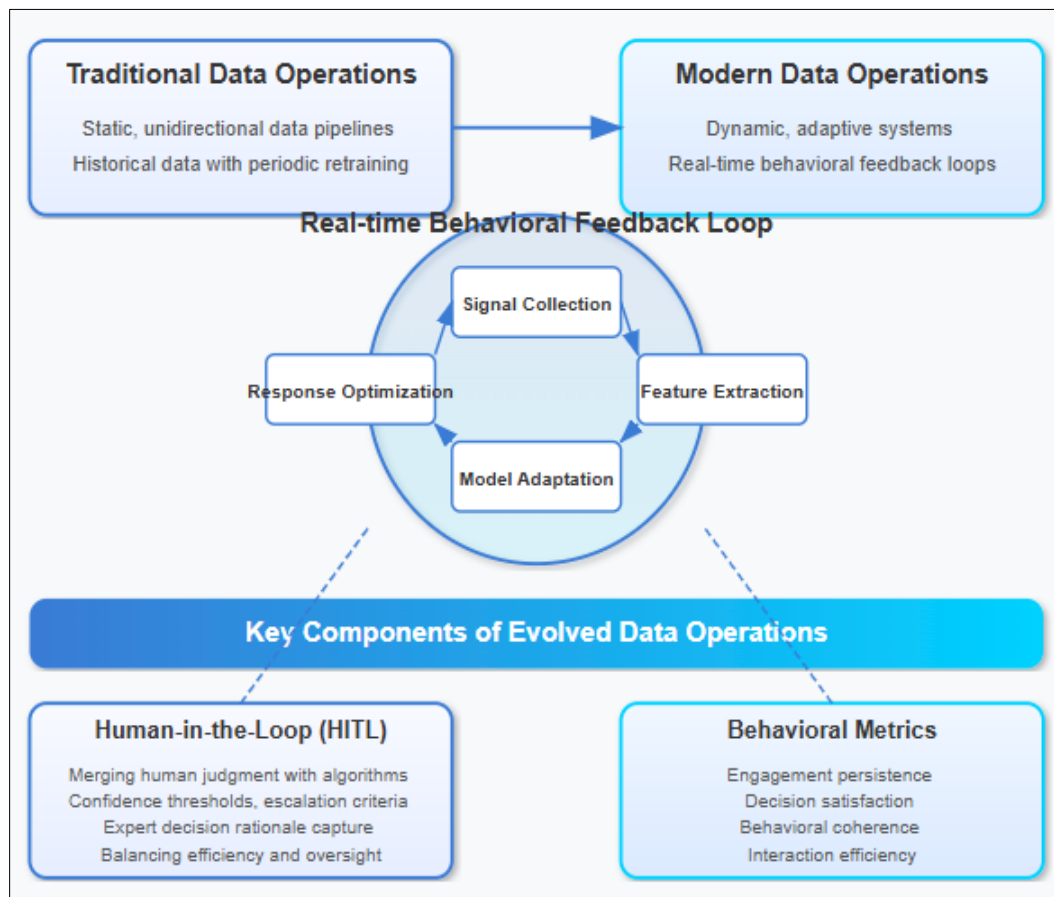 Traditional Data Operations
Static, unidirectional data pipelines
Historical data with periodic retraining
Modern Data Operations
Dynamic, adaptive systems
Real-time behavioral feedback loops
Real-time Behavioral Feedback Loop
Signal Collection
Response Optimization
Feature Extraction
Model Adaptation
Key Components of Evolved Data Operations
Human-in-the-Loop (HITL)
Merging human judgment with algorithms
Confidence thresholds, escalation criteria
Expert decision rationale capture
Balancing efficiency and oversight
Behavioral Metrics
Engagement persistence
Decision satisfaction
Behavioral coherence
Interaction efficiency